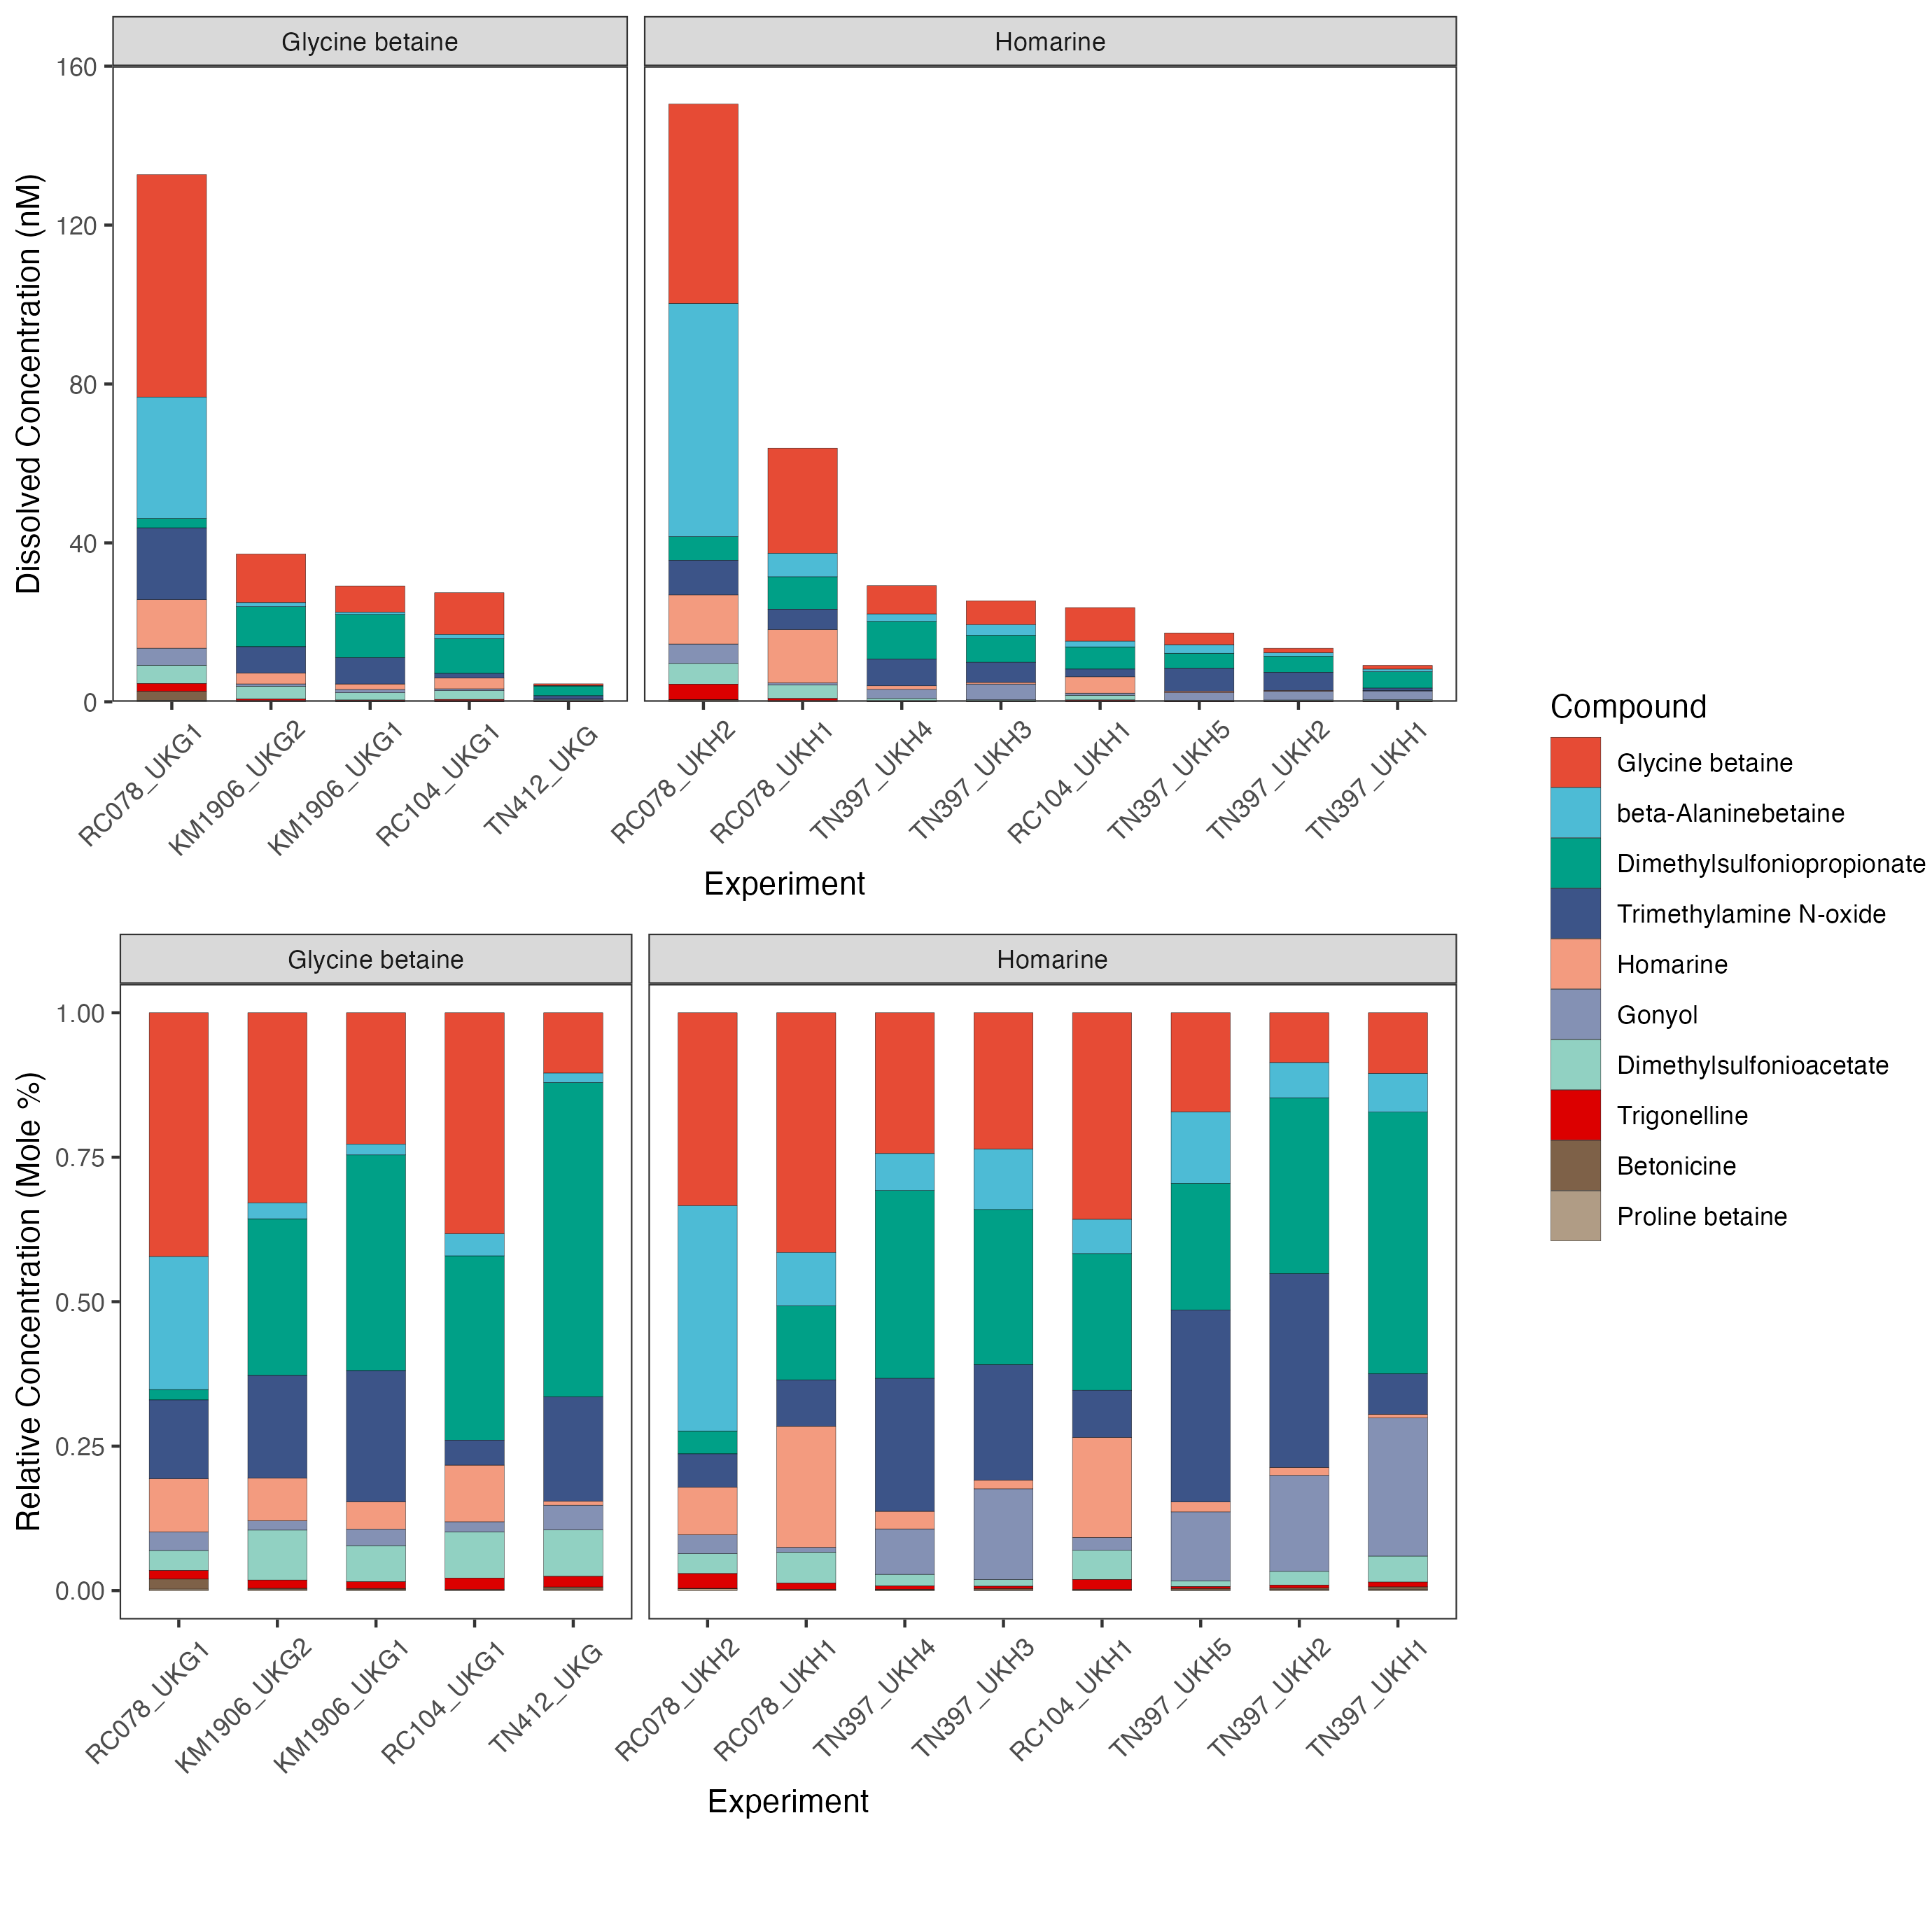 Glycine betaine
Homarine
Dissolved Concentration (nM)
160
120
80
40
0
RC078_UKG1
KM1906_UKG2
KM1906_UKG1
RC104_UKG1
TN412_UKG
RC078_UKH2
RC078_UKH1
TN397_UKH4
TN397_UKH3
RC104_UKH1
TN397_UKH5
TN397_UKH2
TN397_UKH1
Experiment
Glycine betaine
Homarine
Relative Concentration (Mole %)
1.00
0.75
0.50
0.25
0.00
RC078_UKG1
KM1906_UKG2
KM1906_UKG1
RC104_UKG1
TN412_UKG
RC078_UKH2
RC078_UKH1
TN397_UKH4
TN397_UKH3
RC104_UKH1
TN397_UKH5
TN397_UKH2
TN397_UKH1
Experiment
Compound
Glycine betaine
beta-Alaninebetaine
Dimethylsulfoniopropionate
Trimethylamine N-oxide
Homarine
Gonyol
Dimethylsulfonioacetate
Trigonelline
Betonicine
Proline betaine